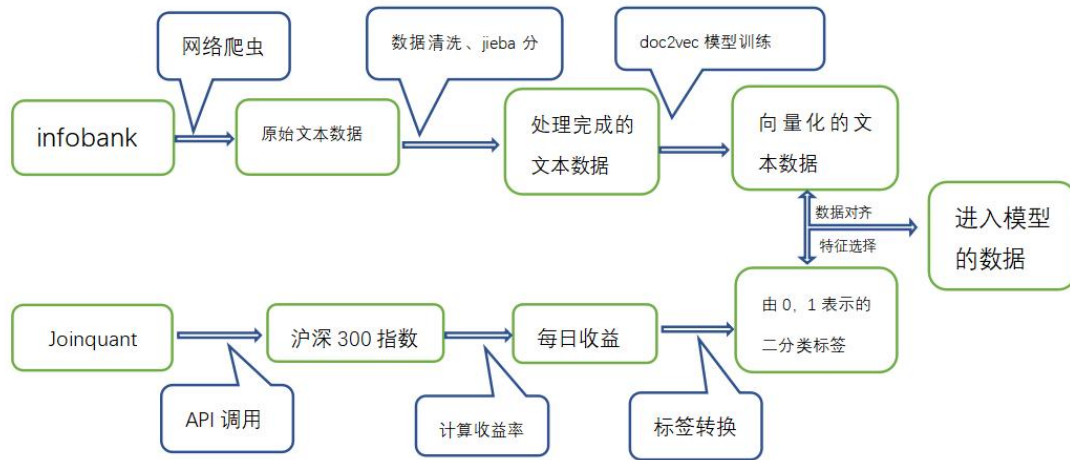 网络爬虫
数据清洗、jieba 分
doc2vec 模型训练
infobank
原始文本数据
处理完成的
文本数据
向量化的文
本数据
数据对齐
特征选择
进入模型
的数据
Joinquant
沪深 300 指数
每日收益
由 0，1 表示的
二分类标签
API 调用
计算收益率
标签转换